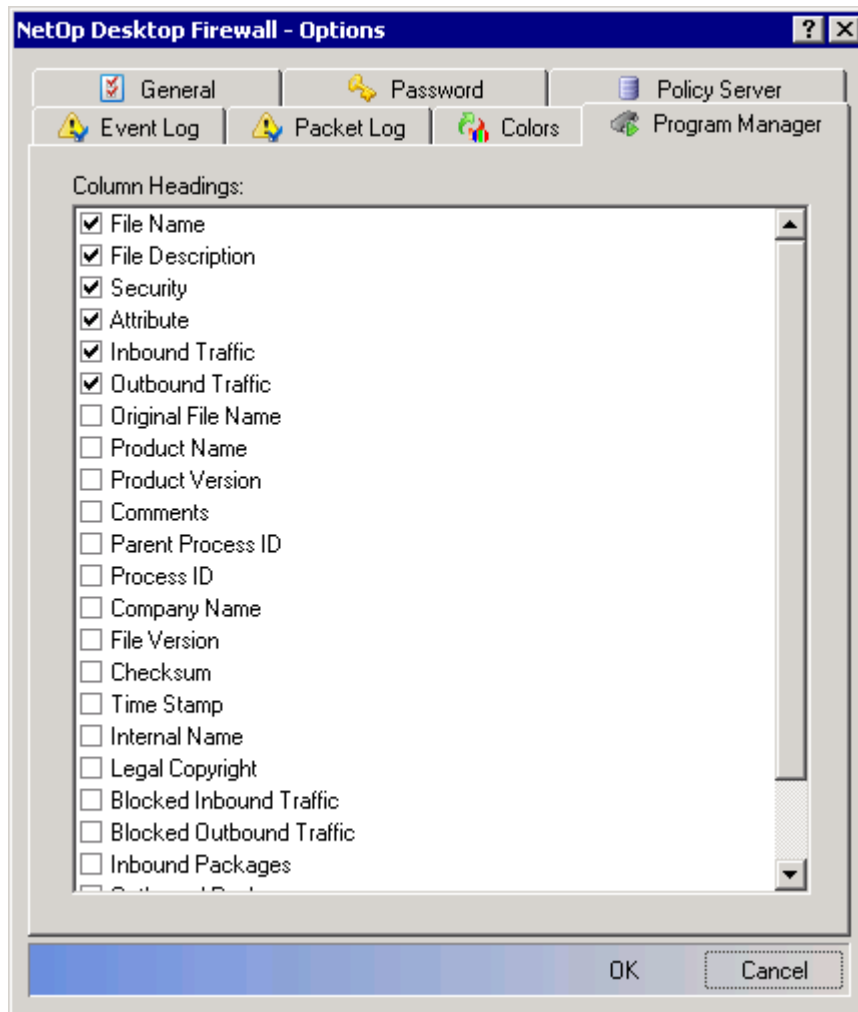 NetOp Desktop Firewall - Options
General
Password
Policy Server
Event Log
Packet Log
Colors
Program Manager
Column Headings:
File Name
File Description
Security
Attribute
Inbound Traffic
Outbound Traffic
Original File Name
Product Name
Product Version
Comments
Parent Process ID
Process ID
Company Name
File Version
Checksum
Time Stamp
Internal Name
Legal Copyright
Blocked Inbound Traffic
Blocked Outbound Traffic
Inbound Packages
OK
Cancel